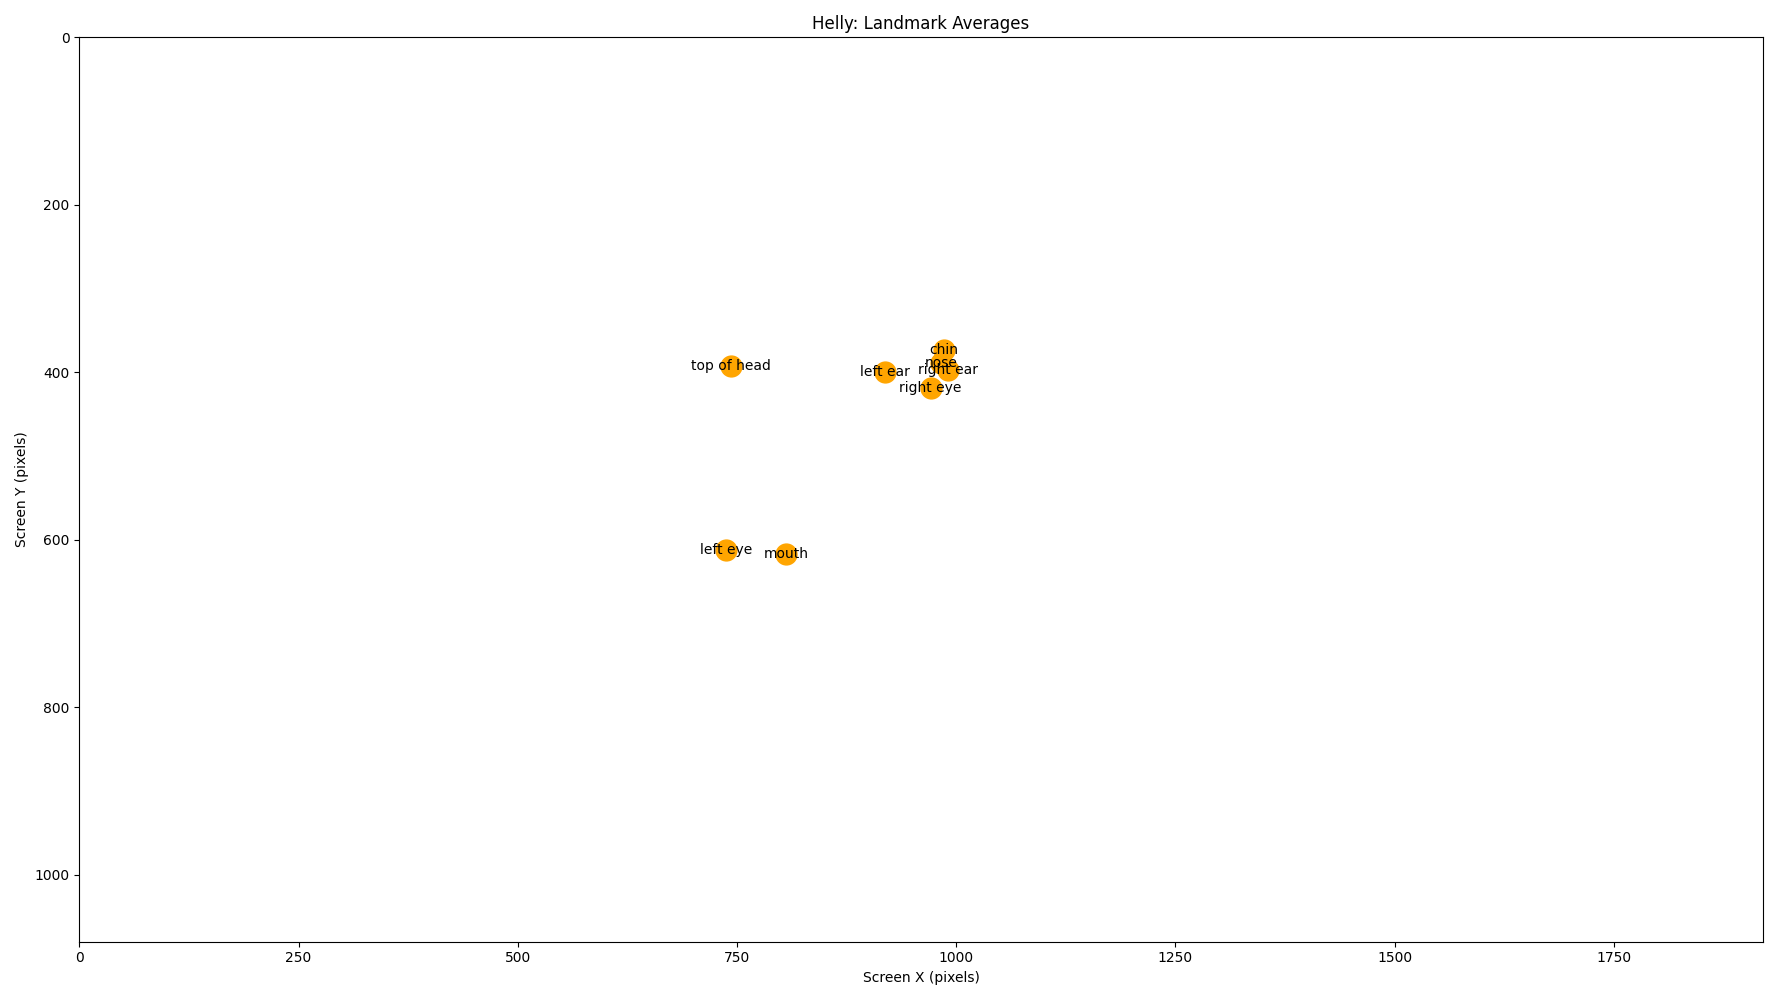 Helly: Landmark Averages
0
200
400
600
800
1000
Screen Y (pixels)
chin
nose
top of head
left ear
right ear
right eye
left eye
mouth
0
250
500
750
1000
1250
1500
1750
Screen X (pixels)